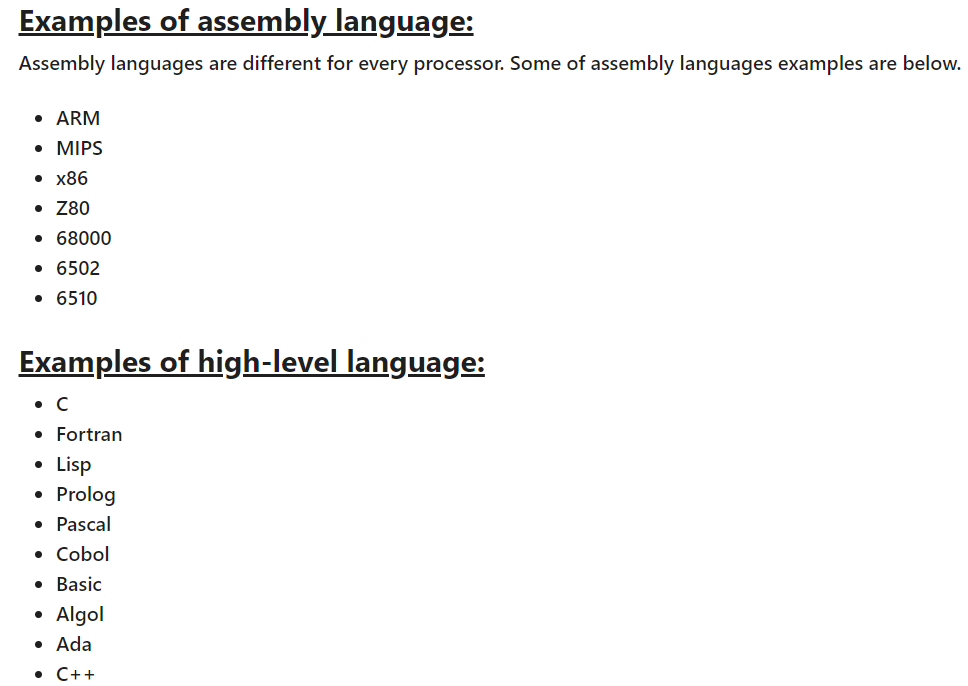 Examples of assembly language:
Assembly languages are different for every processor. Some of assembly languages examples are below.
• ARM
• MIPS
• x86
• Z80
• 68000
• 6502
• 6510
Examples of high-level language:
• C
• Fortran
• Lisp
• Prolog
• Pascal
• Cobol
• Basic
• Algol
• Ada
• C++